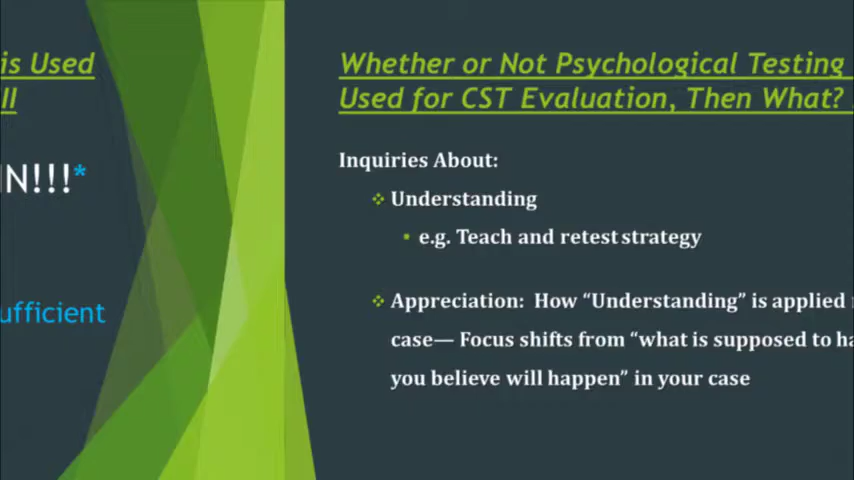 is Used
ll
N!!!*
ufficient
Whether or Not Psychological Testing
Used for CST Evaluation, Then What?
Inquiries About:
Understanding
e.g. Teach and retest strategy
Appreciation: How “Understanding” is applied
case— Focus shifts from “what is supposed to ha
you believe will happen” in your case